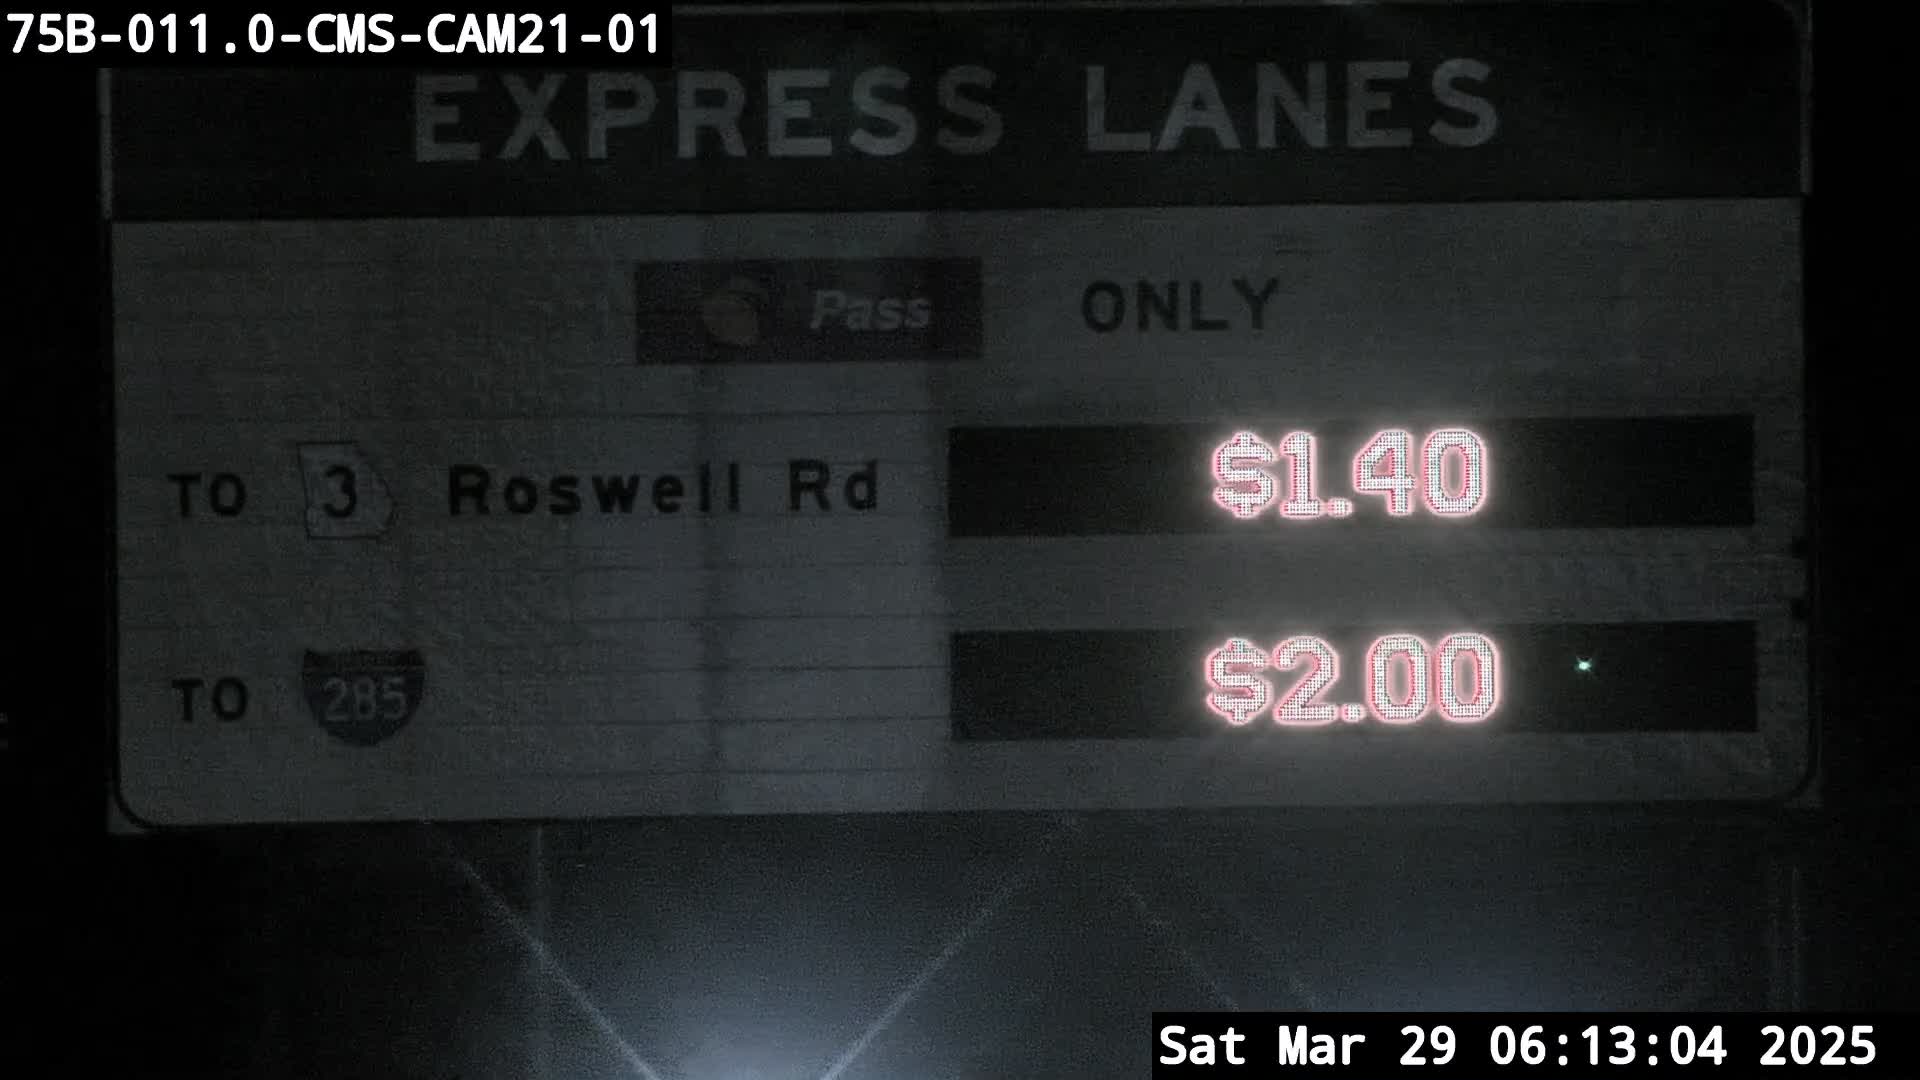 75B-011.0-CMS-CAM21-01
EXPRESS LANES
Pass ONLY
TO 3 Roswell Rd $1.40
TO 285 $2.00
Sat Mar 29 06:13:04 2025